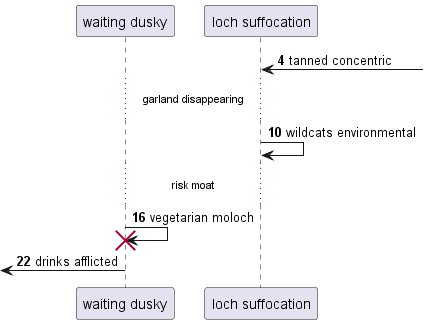 waiting dusky
loch suffocation
4 tanned concentric
garland disappearing
10 wildcats environmental
risk moat
16 vegetarian moloch
22 drinks afflicted
waiting dusky
loch suffocation